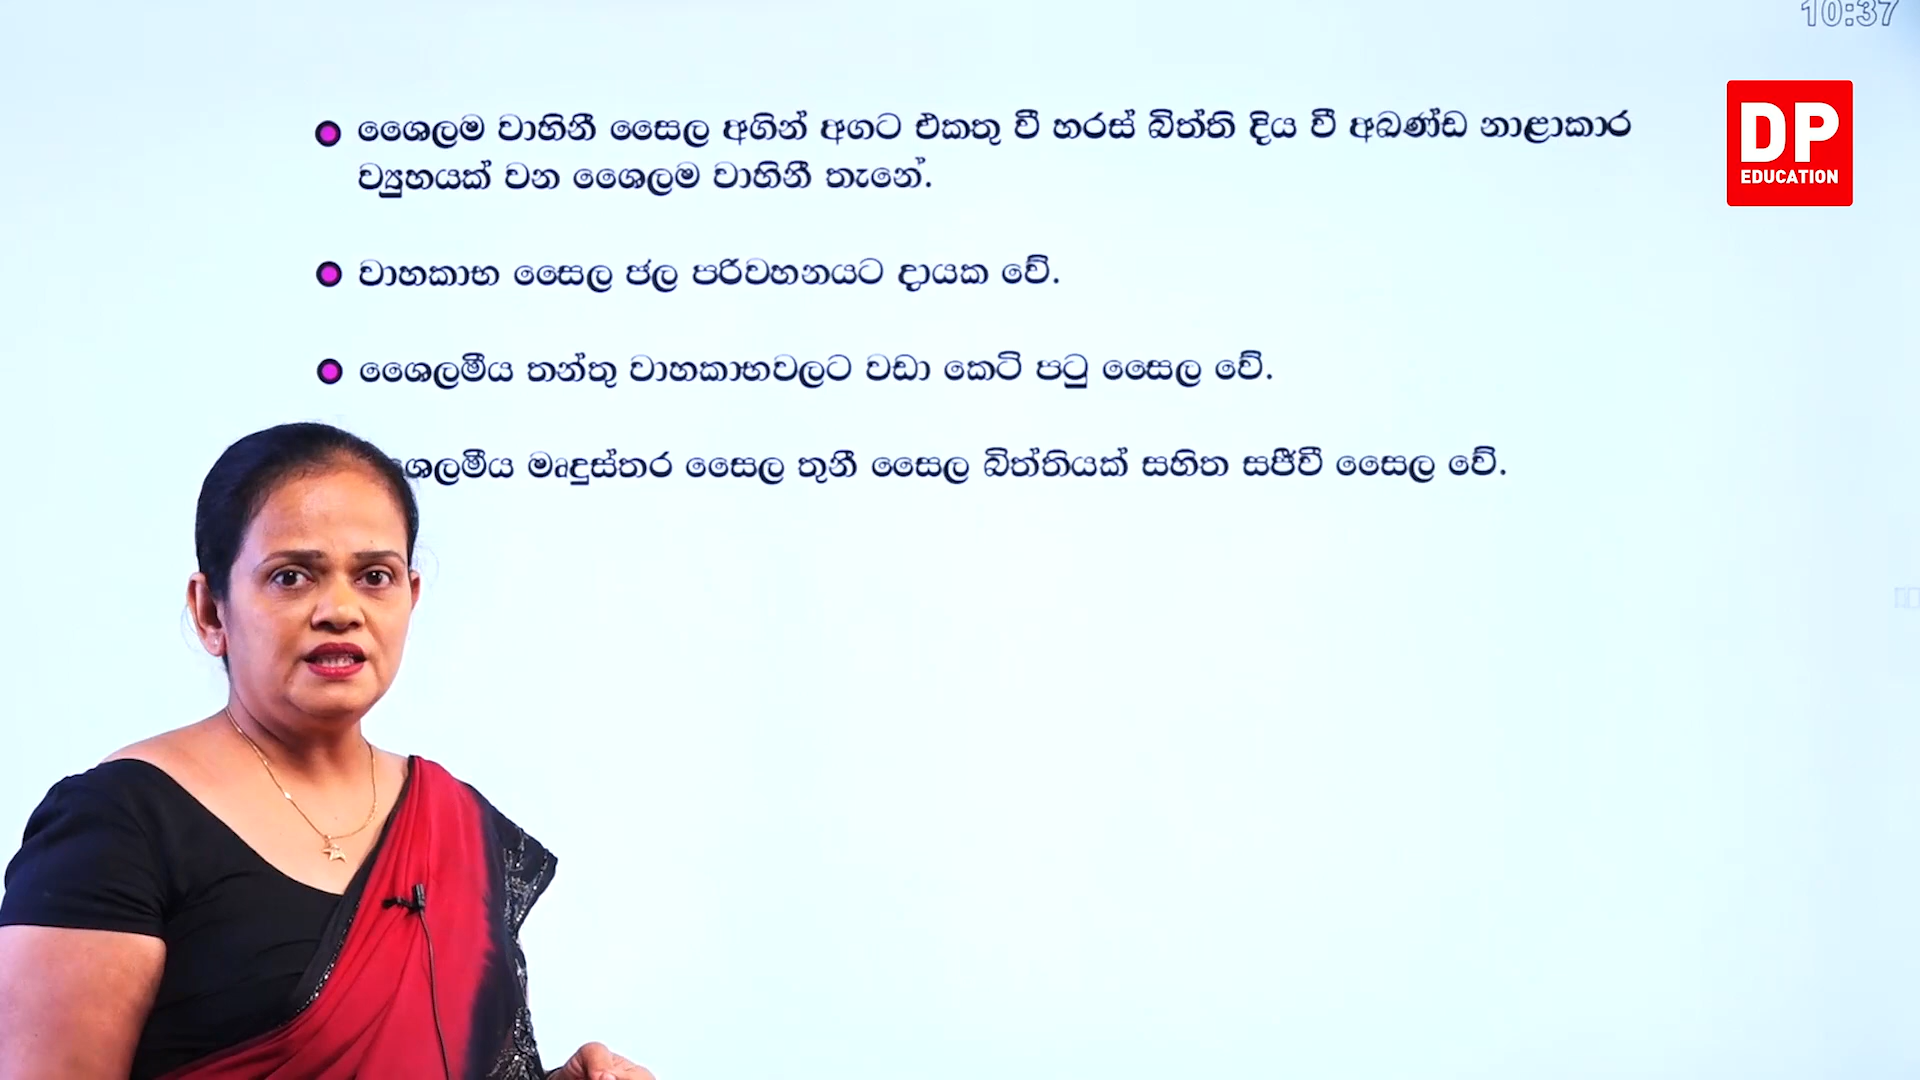 10:37
DP
EDUCATION
ශෛලම වාහිනී සෛල අගින් අගට එකතු වී හරස් බිත්ති දිය වී අඛණ්ඩ නාළාකාර
ව්‍යුහයක් වන ශෛලම වාහිනී තැනේ.
වාහකාභ සෛල ජල පරිවහනයට දායක වේ.
ශෛලමීය තන්තු වාහකාභවලට වඩා කෙටි පටු සෛල වේ.
ශෛලමීය මෘදුස්තර සෛල තුනී සෛල බිත්තියක් සහිත සජීවී සෛල වේ.